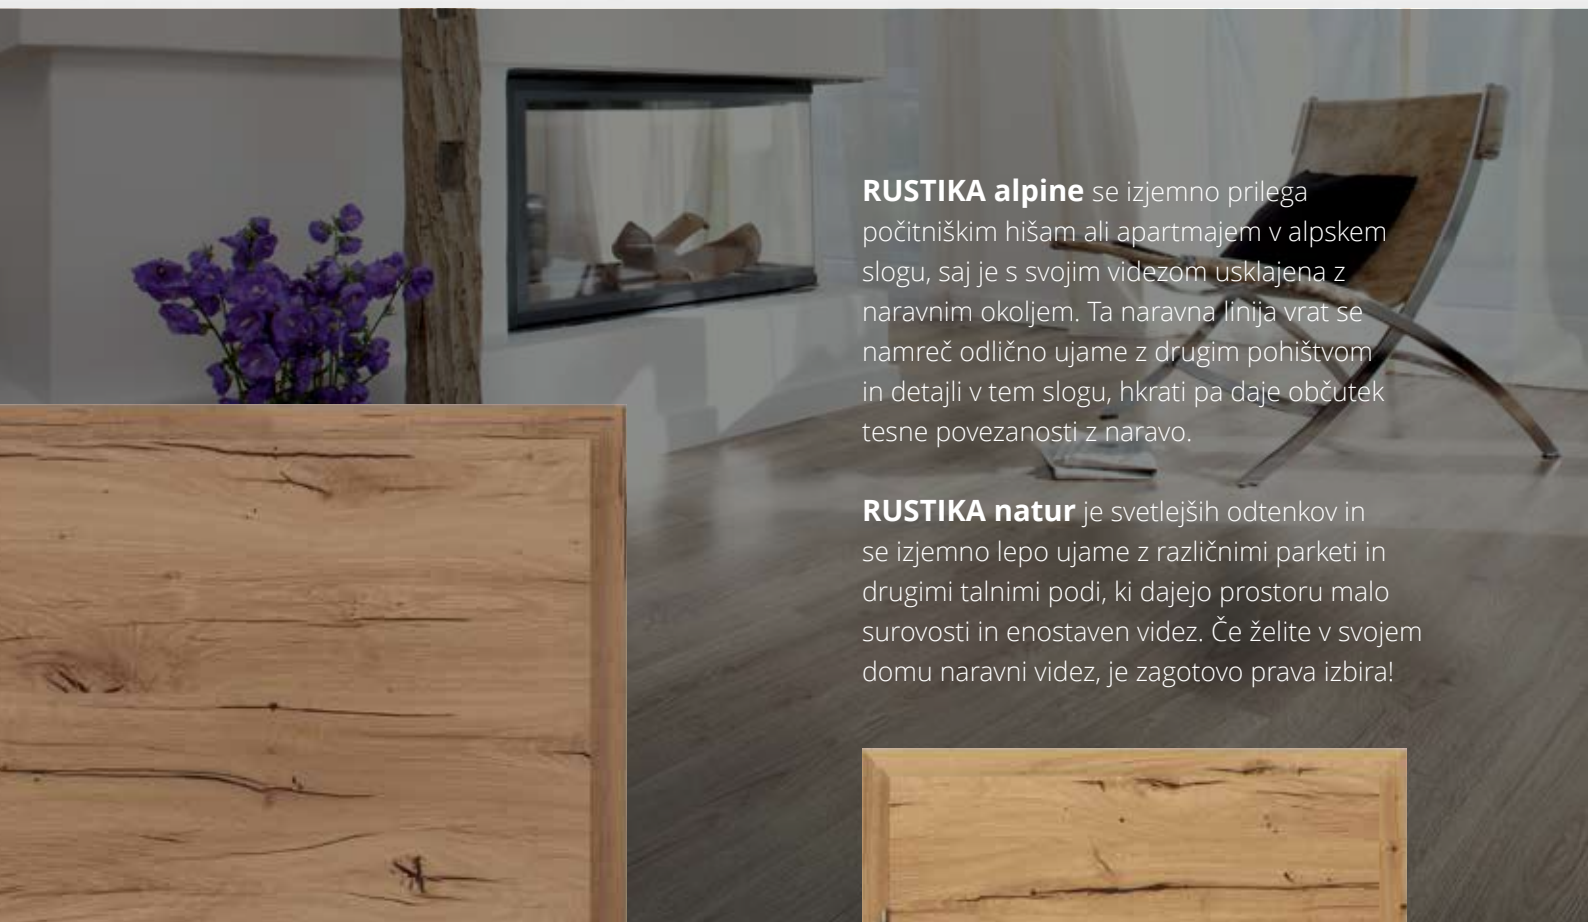 RUSTIKA alpine se izjemno prilega
počitniškim hišam ali apartmajem v alpskem
slogu, saj je s svojim videzom usklajena z
naravnim okoljem. Ta naravna linija vrat se
namreč odlično ujame z drugim pohištvom
in detajli v tem slogu, hkrati pa daje občutek
tesne povezanosti z naravo.
RUSTIKA natur je svetlejših odtenkov in
se izjemno lepo ujame z različnimi parketi in
drugimi talnimi podi, ki dajejo prostoru malo
surovosti in enostaven videz. Če želite v svojem
domu naravni videz, je zagotovo prava izbira!